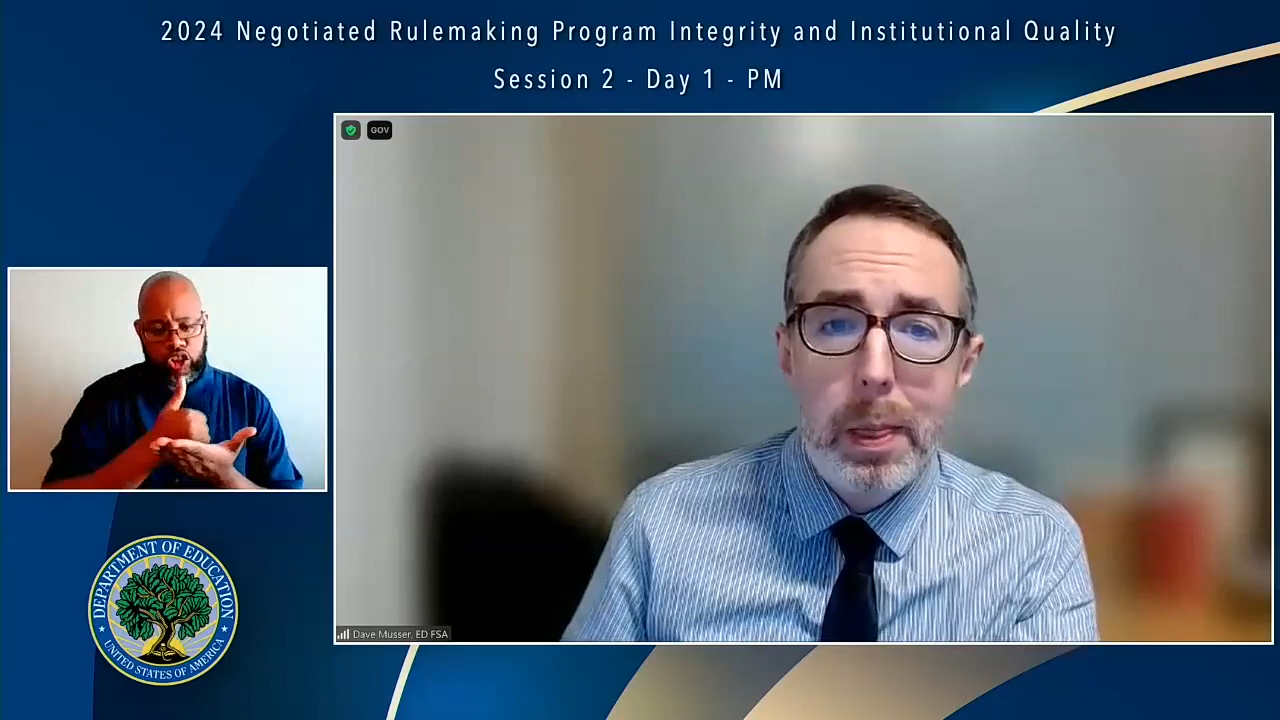 2024 Negotiated Rulemaking Program Integrity and Institutional Quality
Session 2 - Day 1 - PM
GOV
Dave Musser, ED FSA
DEPARTMENT OF EDUCATION
UNITED STATES OF AMERICA